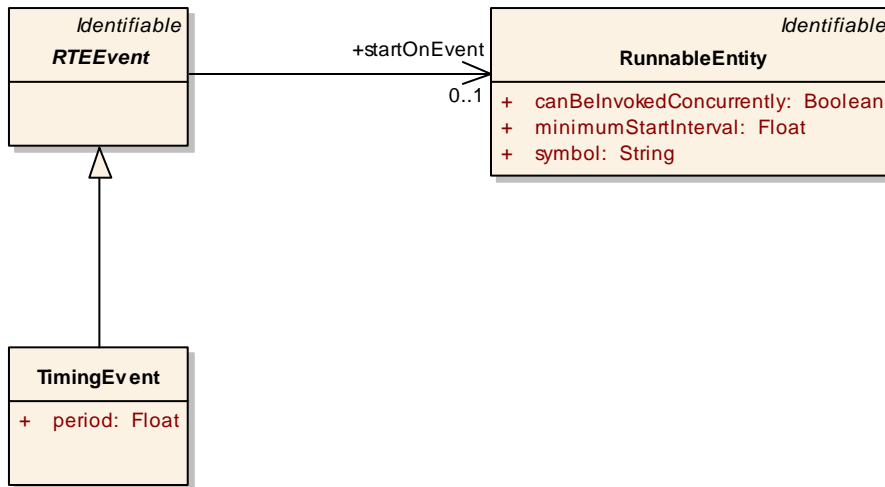 Identifiable
RTEEvent
+startOnEvent
0..1
Identifiable
RunnableEntity
+ canBeInvokedConcurrently: Boolean
+ minimumStartInterval: Float
+ symbol: String
TimingEvent
+ period: Float